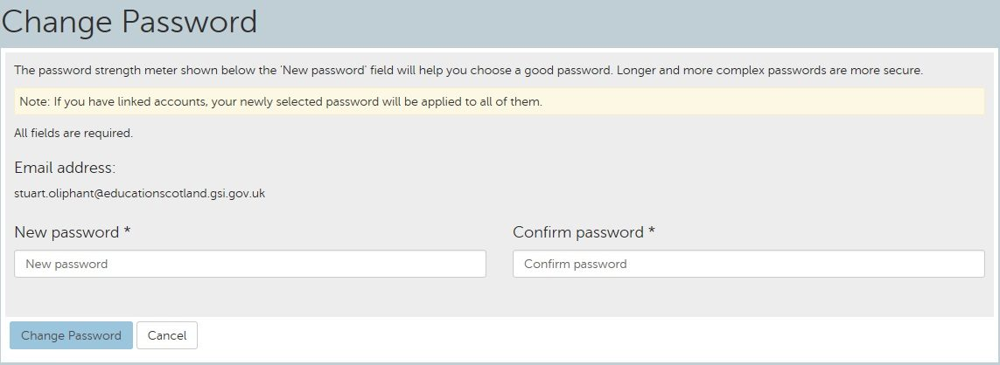 Change Password
The password strength meter shown below the 'New password' field will help you choose a good password. Longer and more complex passwords are more secure.
Note: If you have linked accounts, your newly selected password will be applied to all of them.
All fields are required.
Email address:
stuart.oliphant@educationscotland.gsi.gov.uk
New password * Confirm password *
New password Confirm password
Change Password Cancel